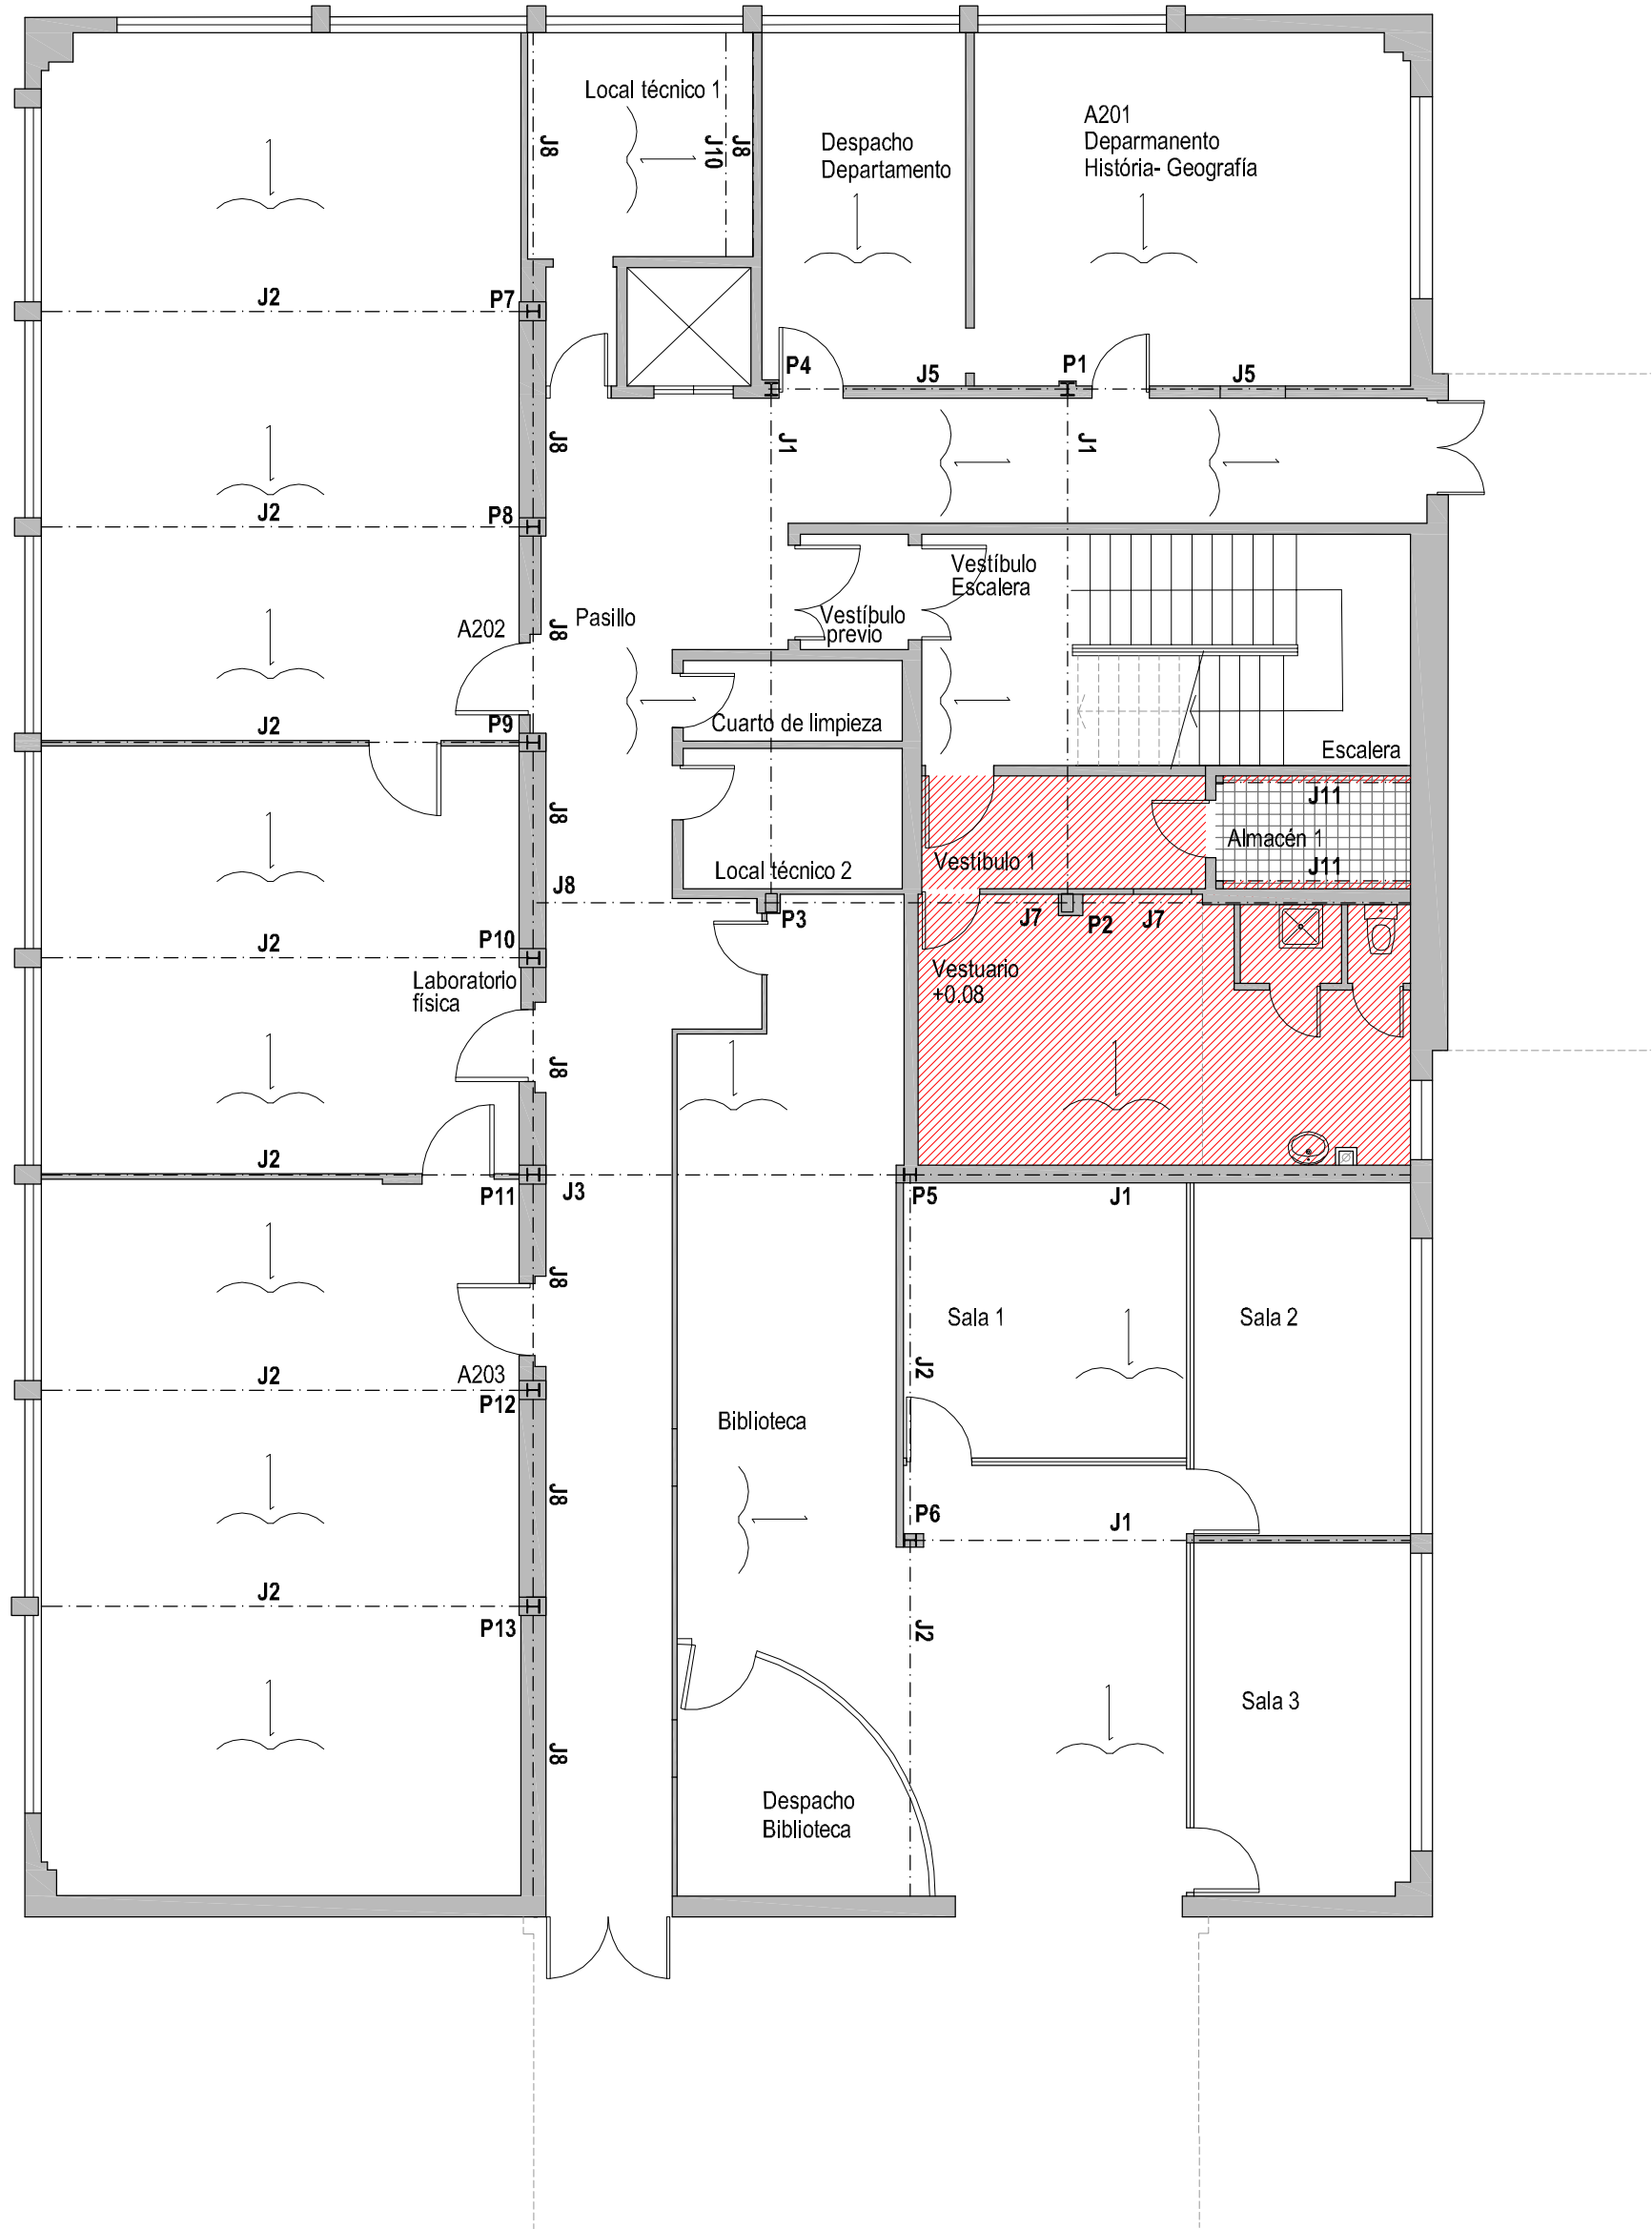 Local técnico 1
J8
J10
J8
Despacho
Departamento
A201
Deparmanento
História- Geografía
J2
P7
P4
J5
P1
J5
J8
J1
J1
J2
P8
Vestíbulo
Escalera
A202
J8
Pasillo
Vestíbulo
previo
J2
P9
Cuarto de limpieza
Escalera
J11
J8
Almacén 1
Vestíbulo 1
J11
Local técnico 2
J8
P3
J7
P2
J7
J2
P10
Laboratorio
física
Vestuario
+0.08
J8
J2
P11
J3
P5
J1
J8
Sala 1
Sala 2
J2
A203
P12
J2
Biblioteca
J8
P6
J1
J2
P13
J2
Sala 3
J8
Despacho
Biblioteca